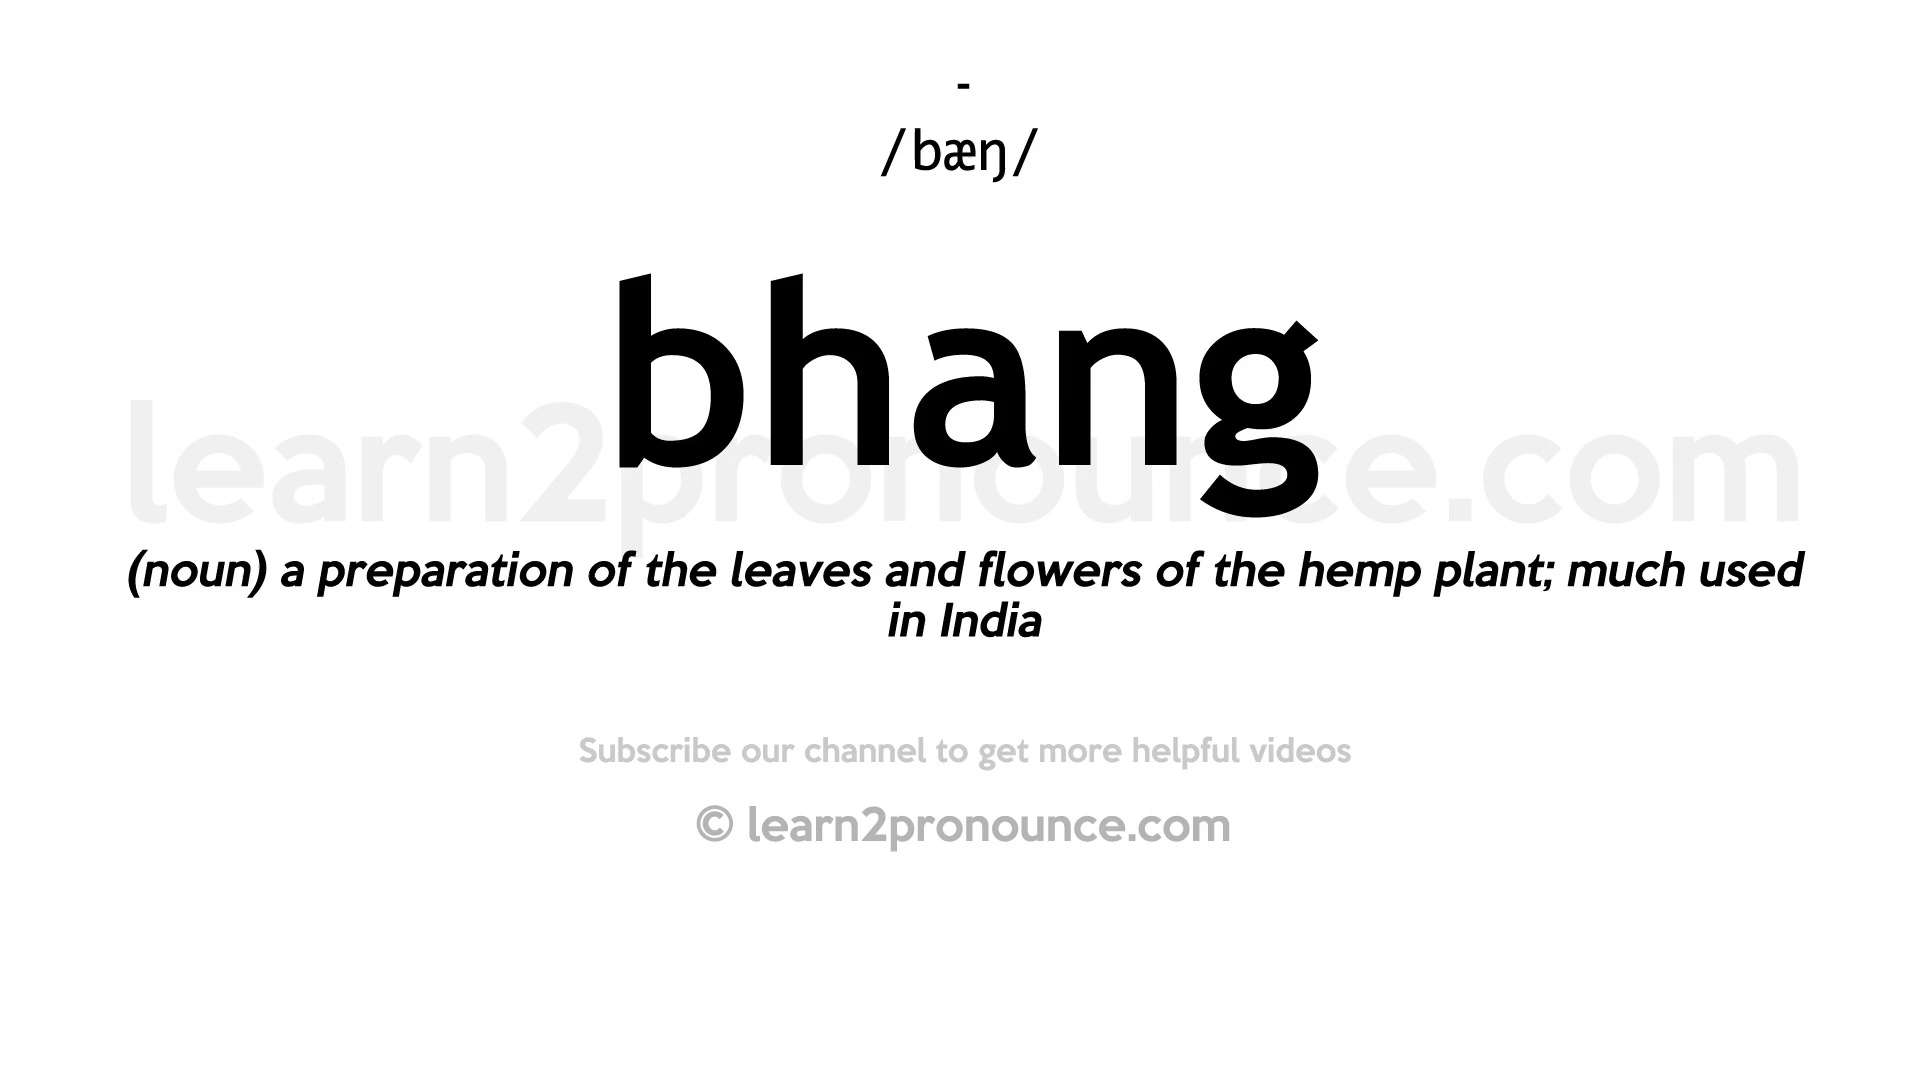 -
/bæŋ/
bhang
learn2pronounce.com
(noun) a preparation of the leaves and flowers of the hemp plant; much used
in India
Subscribe our channel to get more helpful videos
© learn2pronounce.com